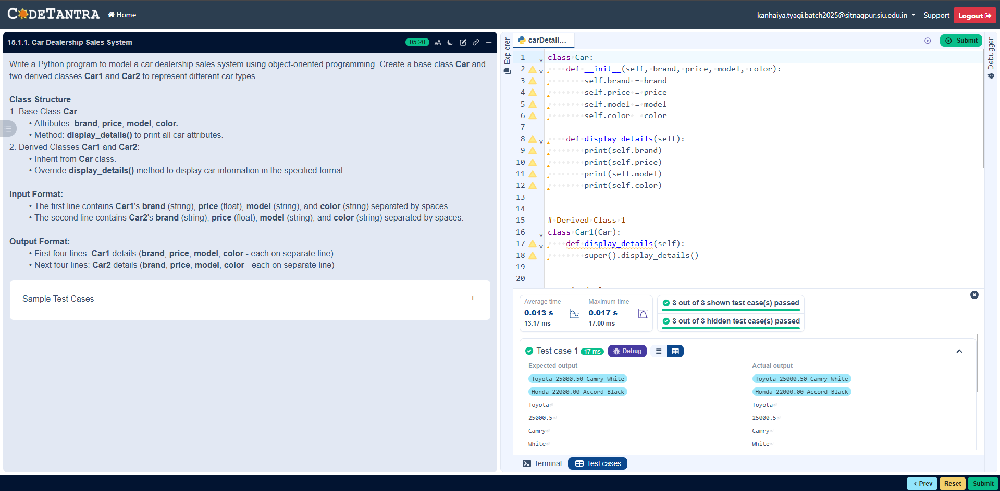 CODETANTRA
Home
kanhaiya.tyagi.batch2025@sitnagpur.siu.edu.in
Support
Logout
15.1.1. Car Dealership Sales System
05:20
AA
Write a Python program to model a car dealership sales system using object-oriented programming. Create a base class Car and
two derived classes Car1 and Car2 to represent different car types.
Class Structure
1. Base Class Car:
• Attributes: brand, price, model, color.
• Method: display_details() to print all car attributes.
2. Derived Classes Car1 and Car2:
• Inherit from Car class.
• Override display_details() method to display car information in the specified format.
Input Format:
• The first line contains Car1's brand (string), price (float), model (string), and color (string) separated by spaces.
• The second line contains Car2's brand (string), price (float), model (string), and color (string) separated by spaces.
Output Format:
• First four lines: Car1 details (brand, price, model, color - each on separate line)
• Next four lines: Car2 details (brand, price, model, color - each on separate line)
Sample Test Cases
+
Explorer
carDetail...
Submit
Debugger
1 class Car:
2 def __init__(self, brand, price, model, color):
3 self.brand = brand
4 self.price = price
5 self.model = model
6 self.color = color
7
8 def display_details(self):
9 print(self.brand)
10 print(self.price)
11 print(self.model)
12 print(self.color)
13
14
15 # Derived Class 1
16 class Car1(Car):
17 def display_details(self):
18 super().display_details()
19
20
Average time
0.013 s
13.17 ms
Maximum time
0.017 s
17.00 ms
3 out of 3 shown test case(s) passed
3 out of 3 hidden test case(s) passed
Test case 1
17 ms
Debug
Expected output
Actual output
Toyota 25000.50 Camry White
Toyota 25000.50 Camry White
Honda 22000.00 Accord Black
Honda 22000.00 Accord Black
Toyota
Toyota
25000.5
25000.5
Camry
Camry
White
White
Terminal
Test cases
< Prev
Reset
Submit